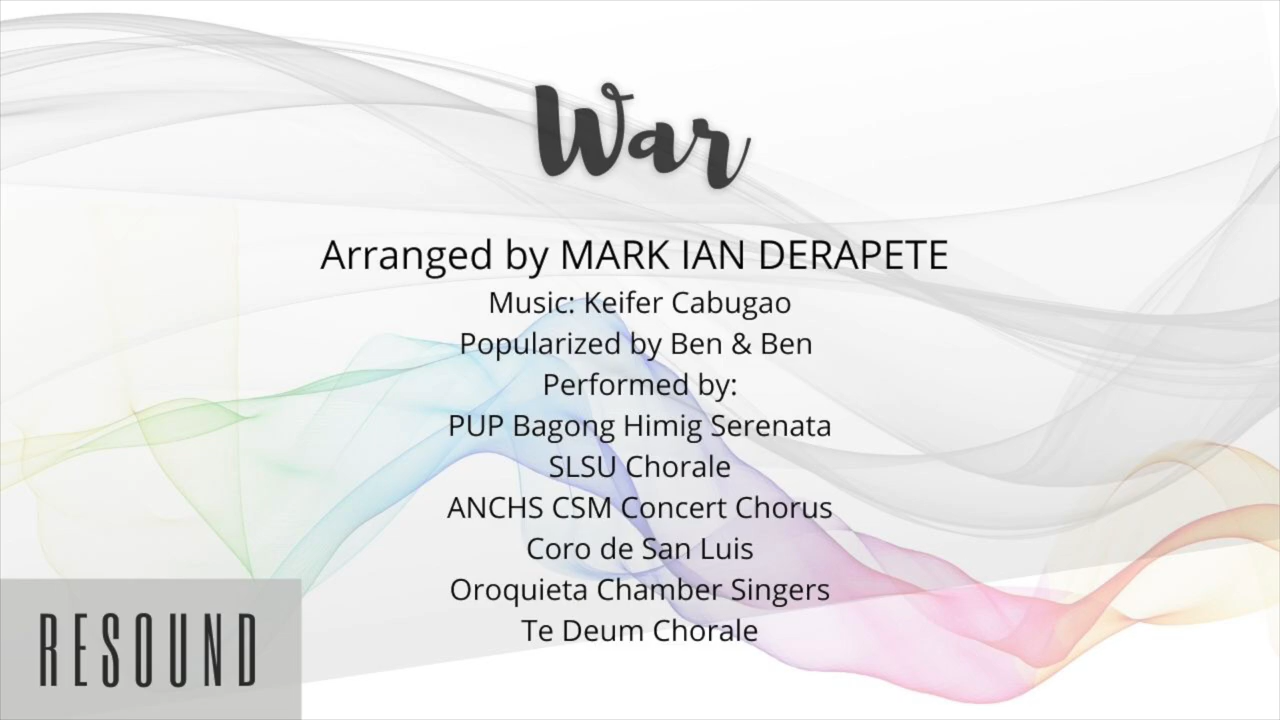 War
Arranged by MARK IAN DERAPETE
Music: Keifer Cabugao
Popularized by Ben & Ben
Performed by:
PUP Bagong Himig Serenata
SLSU Chorale
ANCHS CSM Concert Chorus
Coro de San Luis
Oroquieta Chamber Singers
Te Deum Chorale
RESOUND